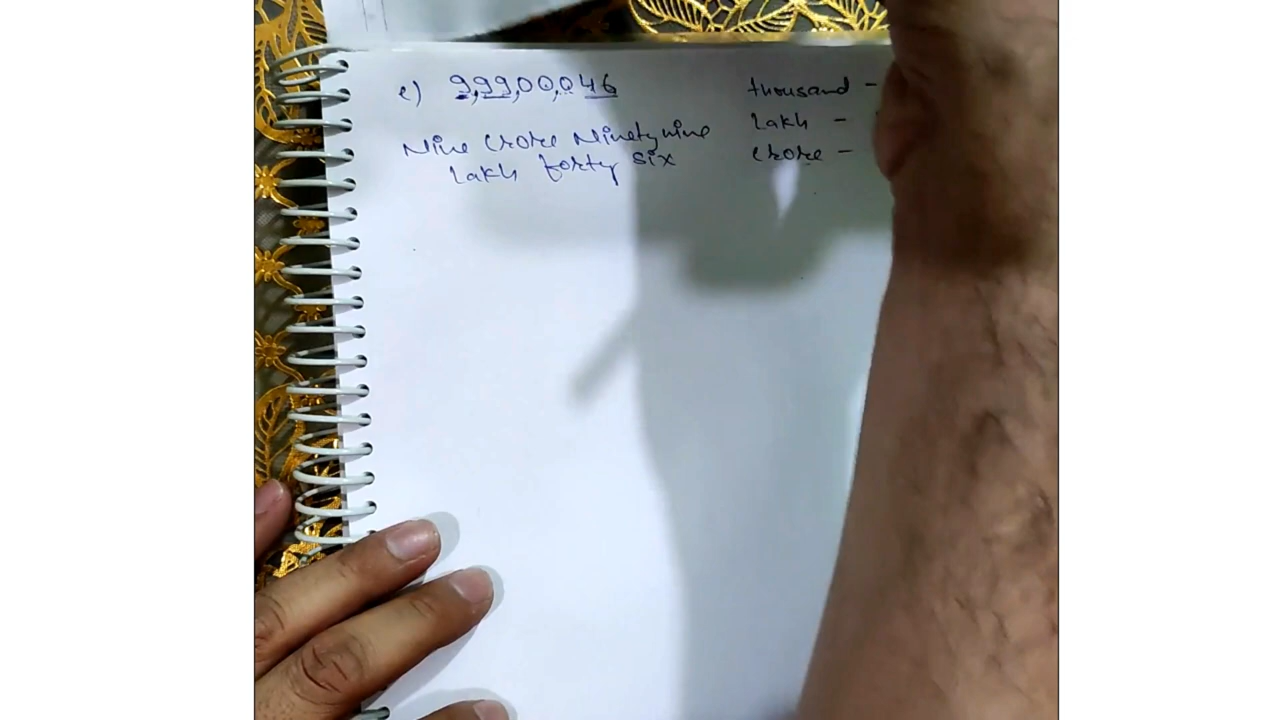 e) 9,99,00,046
Nine Crore Ninety nine
Lakh forty six
thousand -
Lakh -
Crore -